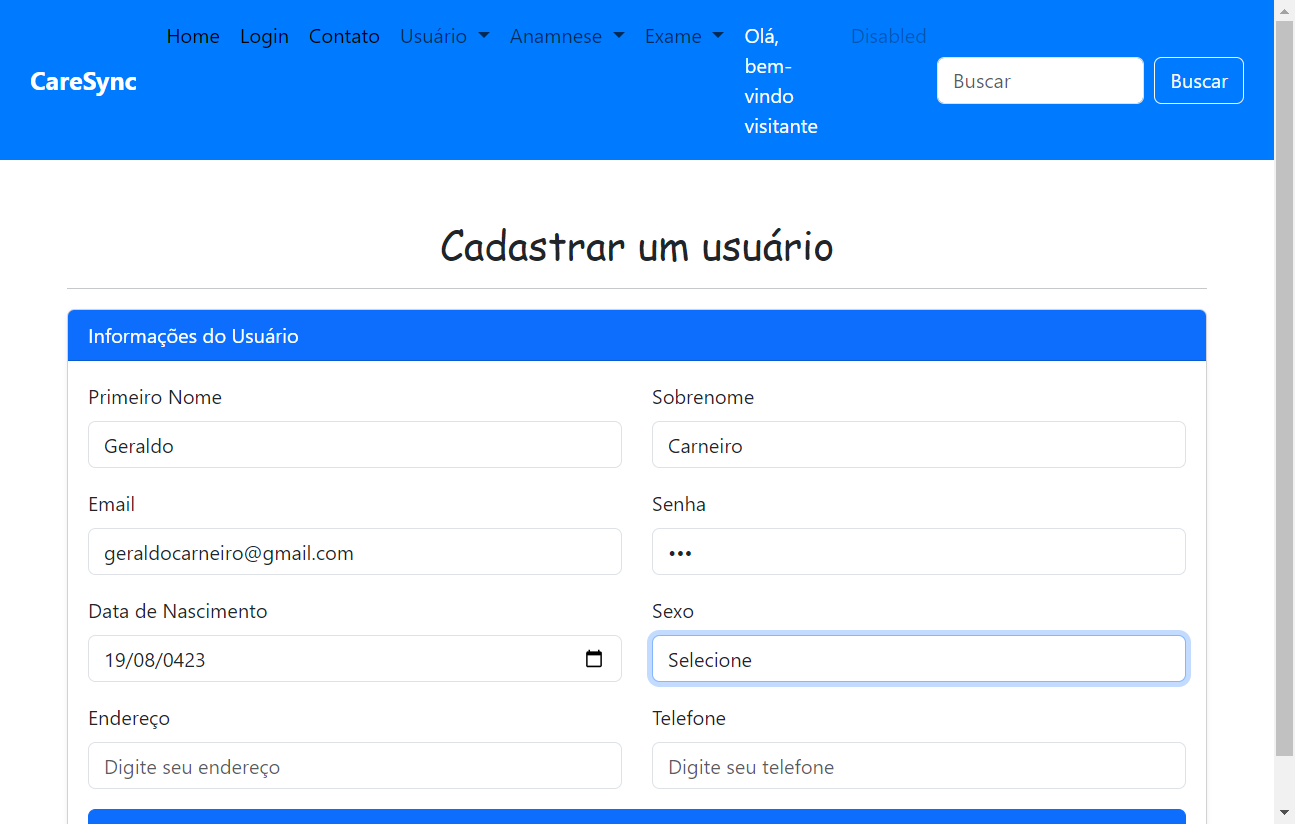 Home Login Contato Usuário Anamnese Exame Olá, Disabled
bem-
CareSync Buscar Buscar
vindo
visitante
Cadastrar um usuário
Informações do Usuário
Primeiro Nome Sobrenome
Geraldo Carneiro
Email Senha
geraldocarneiro@gmail.com •••
Data de Nascimento Sexo
19/08/0423 Selecione
Endereço Telefone
Digite seu endereço Digite seu telefone